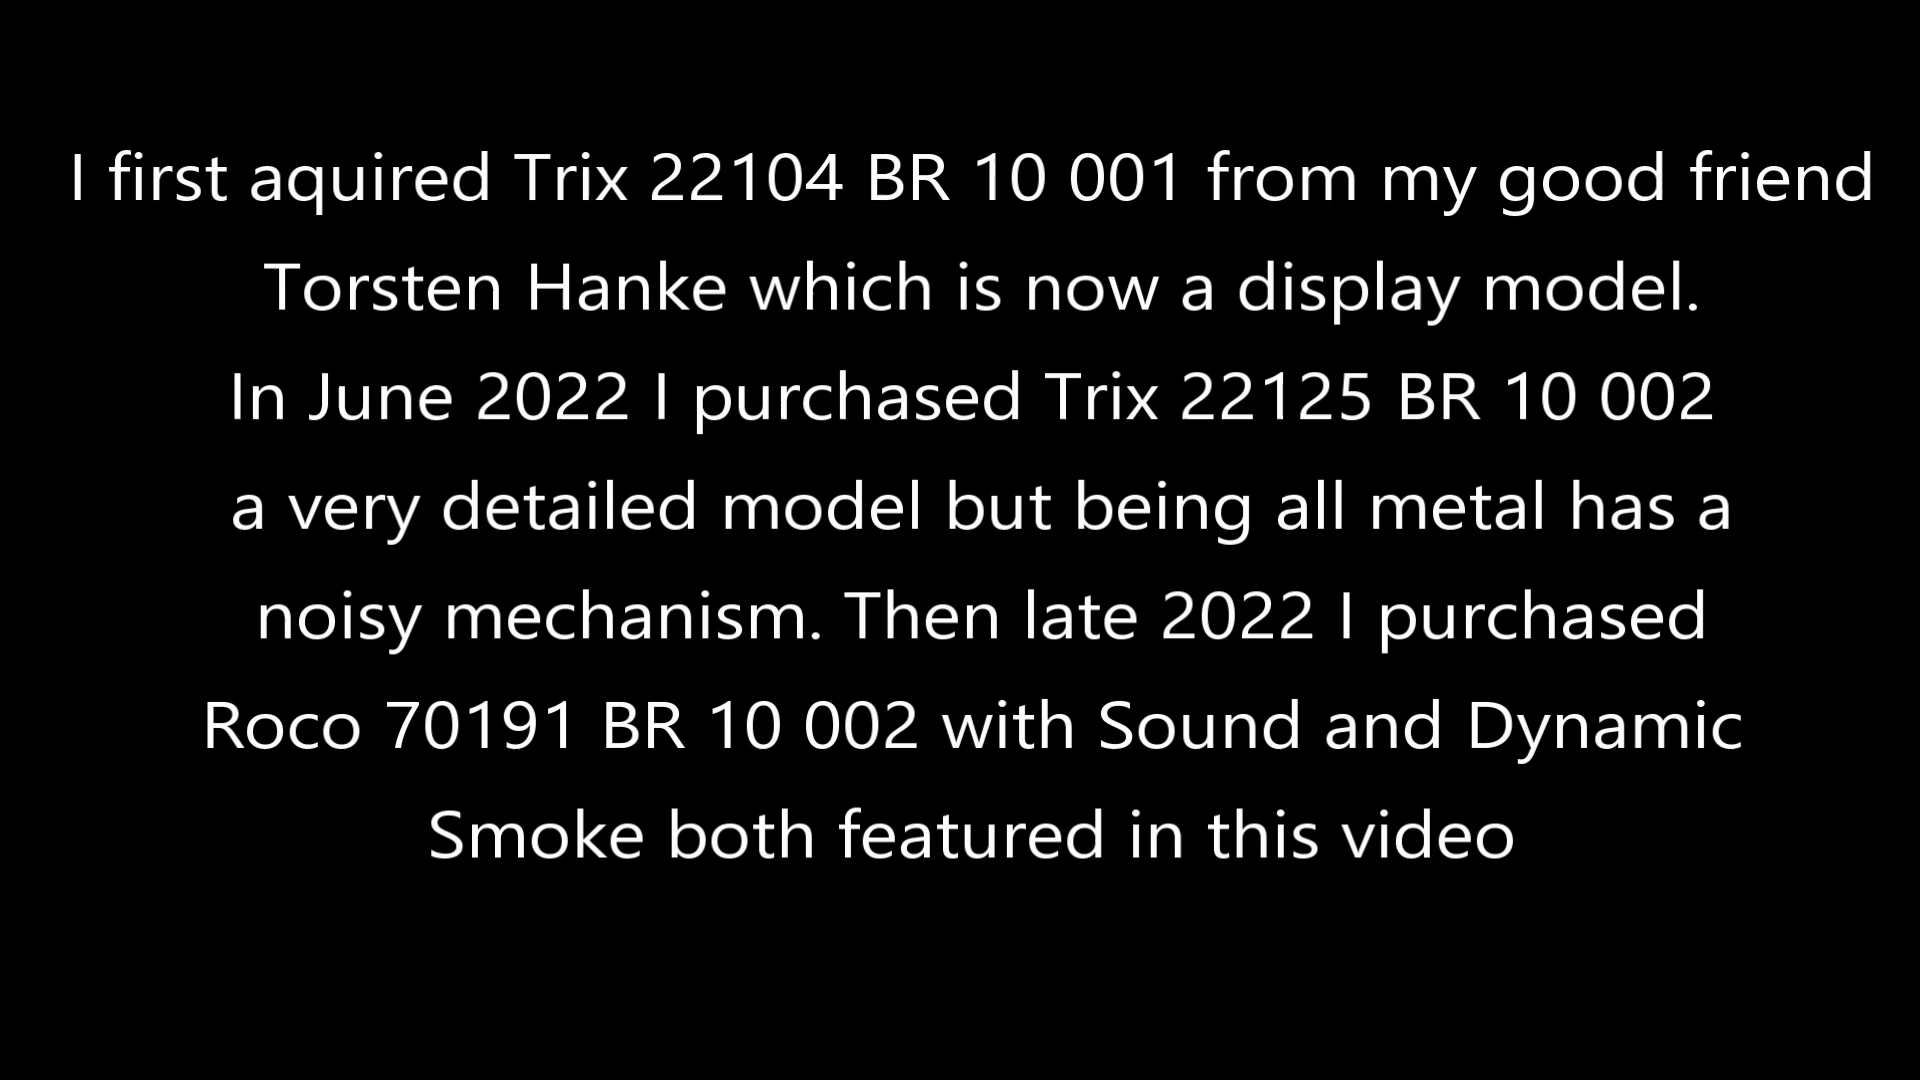 I first aquired Trix 22104 BR 10 001 from my good friend
Torsten Hanke which is now a display model.
In June 2022 I purchased Trix 22125 BR 10 002
a very detailed model but being all metal has a
noisy mechanism. Then late 2022 I purchased
Roco 70191 BR 10 002 with Sound and Dynamic
Smoke both featured in this video